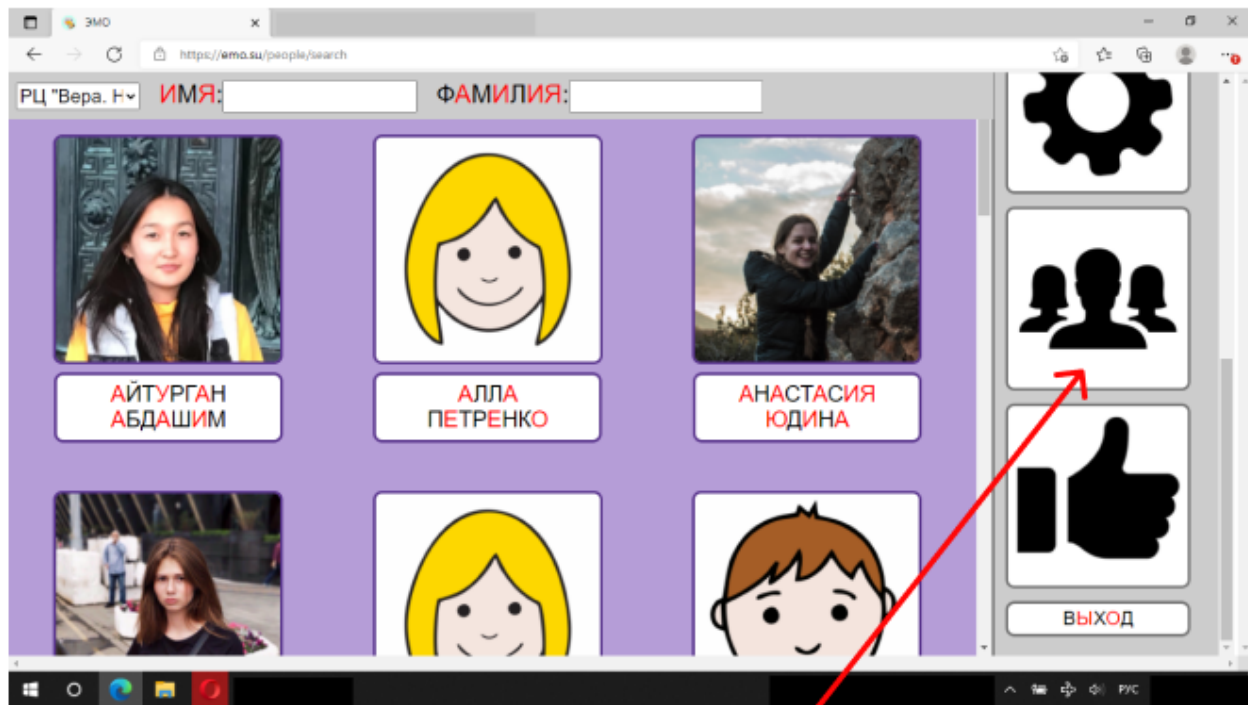 ЭМО
https://emo.su/people/search
РЦ "Вера. Н
ИМЯ:
ФАМИЛИЯ:
АЙТУРГАН
АБДАШИМ
АЛЛА
ПЕТРЕНКО
АНАСТАСИЯ
ЮДИНА
ВЫХОД
РУС